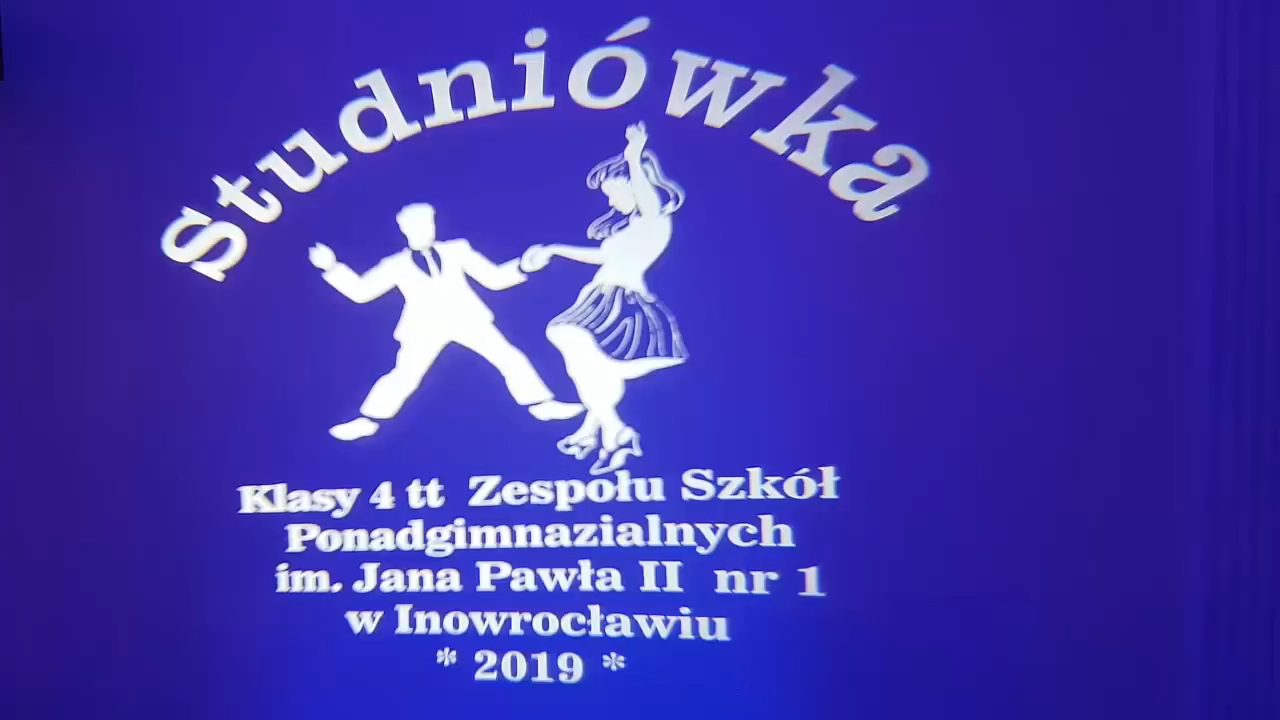 Studniówka
Klasy 4 tt Zespołu Szkół
Ponadgimnazialnych
im. Jana Pawła II nr 1
w Inowrocławiu
* 2019 *